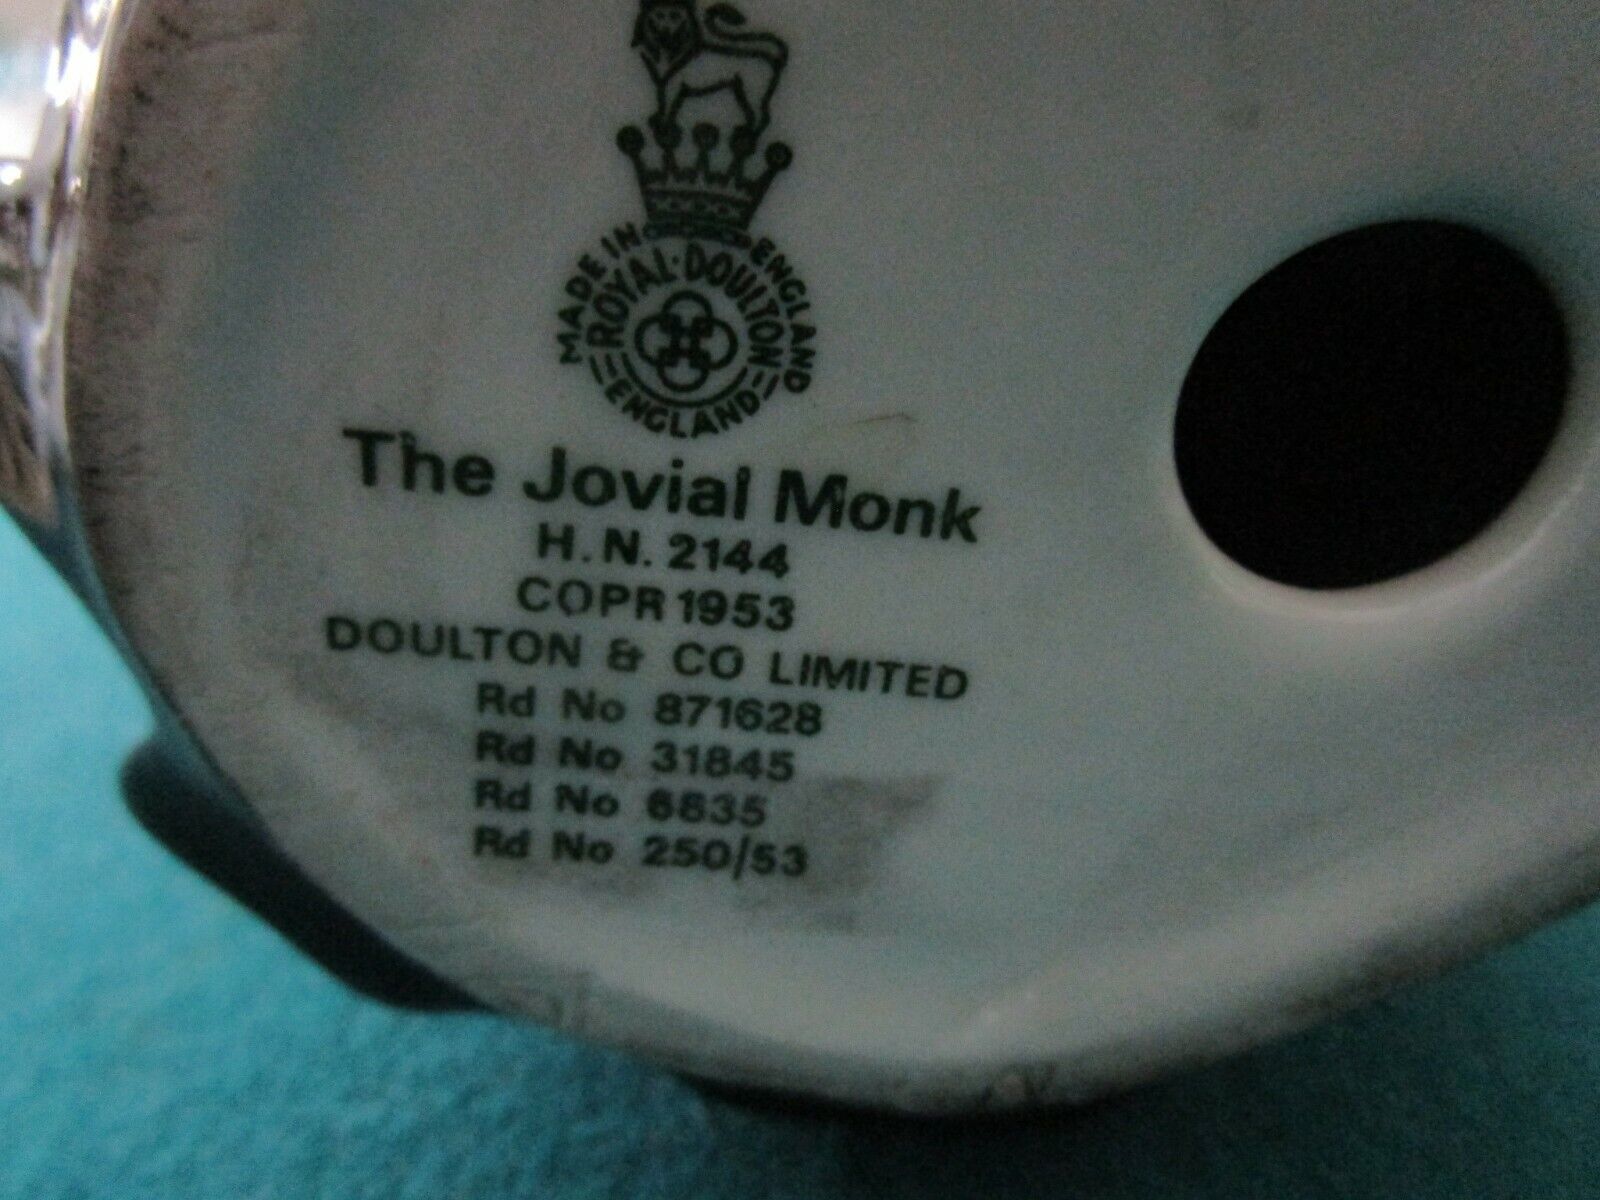 MADE IN ENGLAND
ROYAL·DOULTON
ENGLAND
The Jovial Monk
H.N. 2144
COPR 1953
DOULTON & CO LIMITED
Rd No 871628
Rd No 31845
Rd No 6835
Rd No 250/53